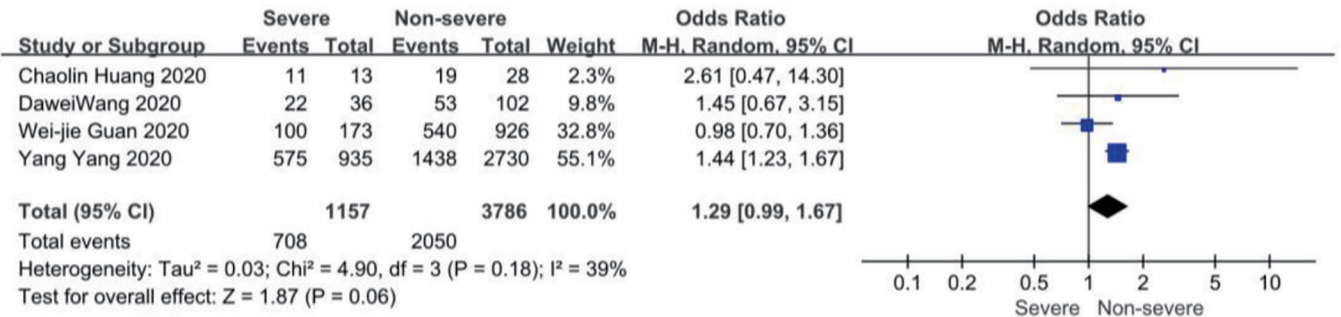 Severe Non-severe Odds Ratio Odds Ratio
Study or Subgroup Events Total Events Total Weight M-H, Random, 95% CI M-H, Random, 95% CI
Chaolin Huang 2020 11 13 19 28 2.3% 2.61 [0.47, 14.30]
DaweiWang 2020 22 36 53 102 9.8% 1.45 [0.67, 3.15]
Wei-jie Guan 2020 100 173 540 926 32.8% 0.98 [0.70, 1.36]
Yang Yang 2020 575 935 1438 2730 55.1% 1.44 [1.23, 1.67]
Total (95% CI) 1157 3786 100.0% 1.29 [0.99, 1.67]
Total events 708 2050
Heterogeneity: Tau² = 0.03; Chi² = 4.90, df = 3 (P = 0.18); I² = 39%
Test for overall effect: Z = 1.87 (P = 0.06)
0.1 0.2 0.5 1 2 5 10
Severe Non-severe